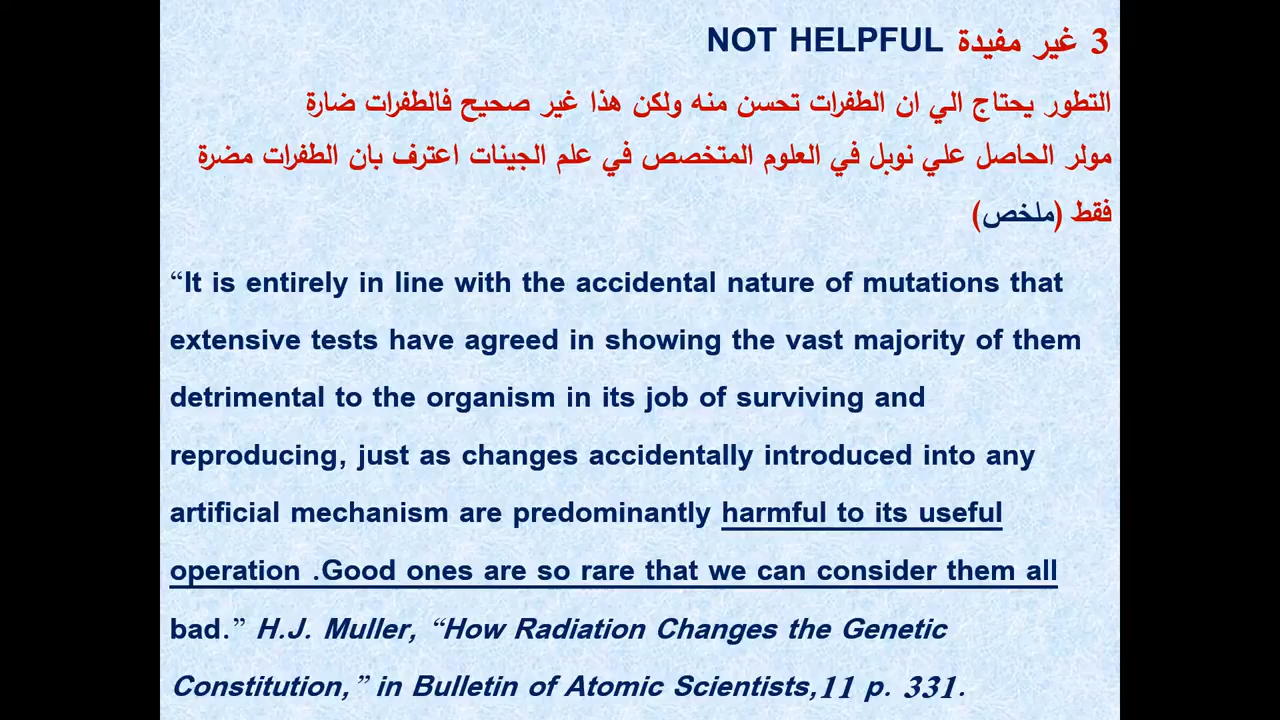 3 غير مفيدة NOT HELPFUL
التطور يحتاج الي ان الطفرات تحسن منه ولكن هذا غير صحيح فالطفرات ضارة
مولر الحاصل علي نوبل في العلوم المتخصص في علم الجينات اعترف بان الطفرات مضرة
فقط (ملخص)
“It is entirely in line with the accidental nature of mutations that
extensive tests have agreed in showing the vast majority of them
detrimental to the organism in its job of surviving and
reproducing, just as changes accidentally introduced into any
artificial mechanism are predominantly harmful to its useful
operation .Good ones are so rare that we can consider them all
bad.” H.J. Muller, “How Radiation Changes the Genetic
Constitution,” in Bulletin of Atomic Scientists,11 p. 331.